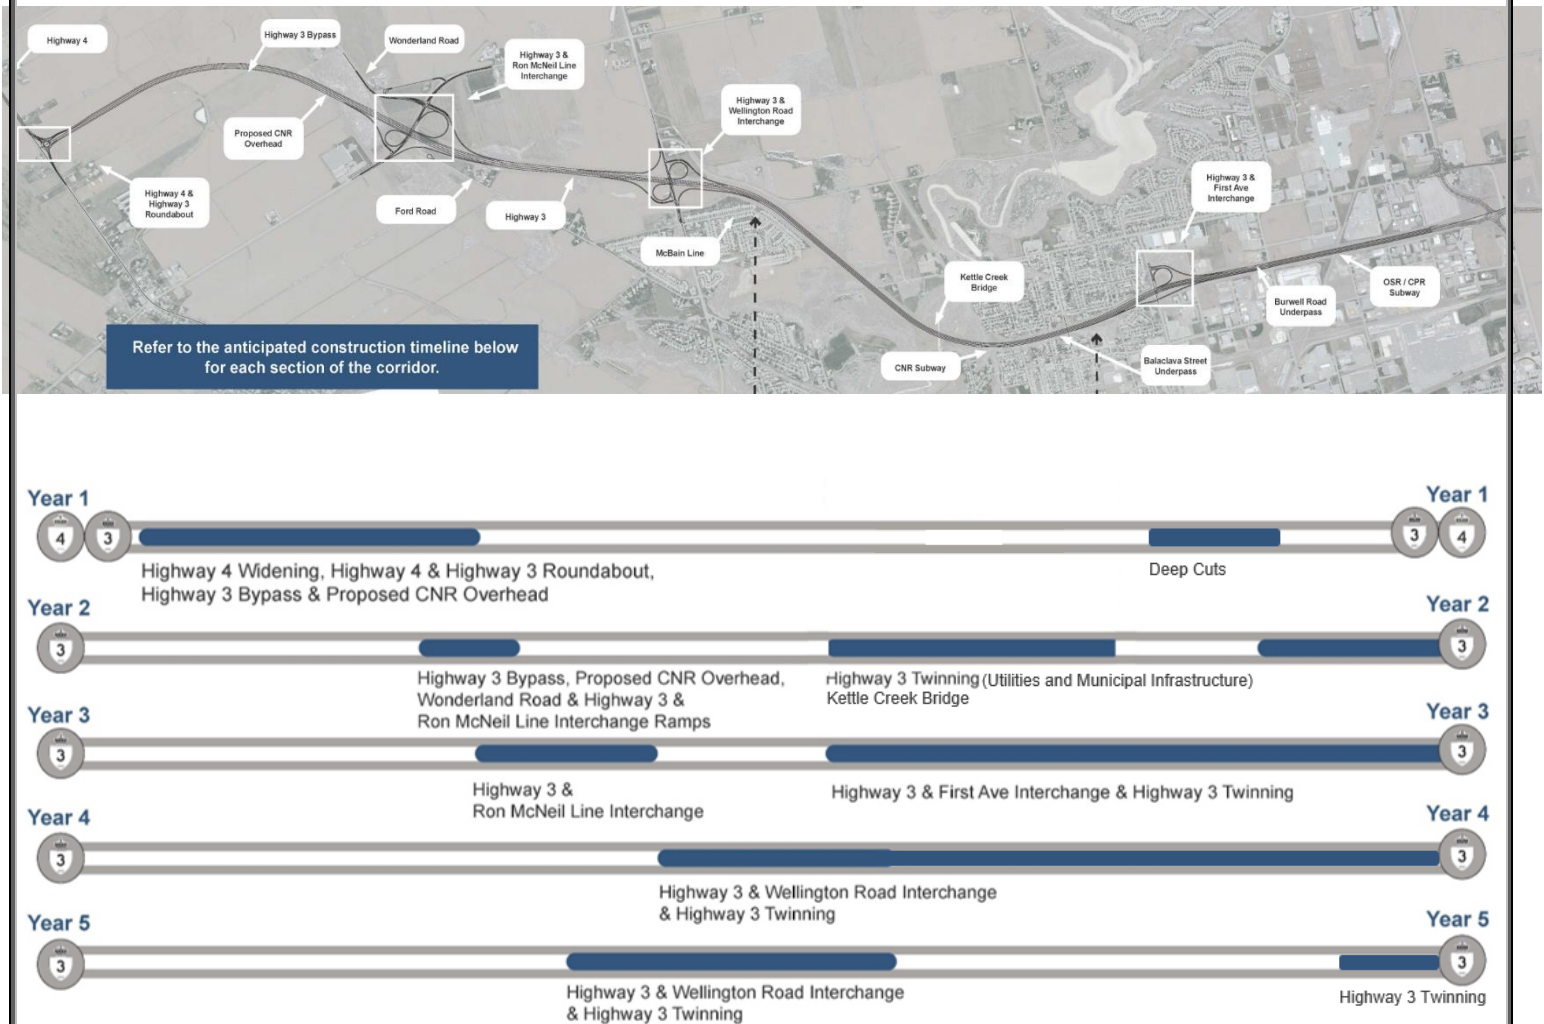 Highway 4
Highway 3 Bypass
Wonderland Road
Highway 3 &
Ron McNeil Line
Interchange
Highway 3 &
Wellington Road
Interchange
Proposed CNR
Overhead
Highway 4 &
Highway 3
Roundabout
Ford Road
Highway 3
McBain Line
Highway 3 &
First Ave
Interchange
Kettle Creek
Bridge
OSR / CPR
Subway
Burwell Road
Underpass
CNR Subway
Balaclava Street
Underpass
Refer to the anticipated construction timeline below
for each section of the corridor.
Year 1
Year 1
4
3
3
4
Highway 4 Widening, Highway 4 & Highway 3 Roundabout,
Highway 3 Bypass & Proposed CNR Overhead
Deep Cuts
Year 2
Year 2
3
3
Highway 3 Bypass, Proposed CNR Overhead,
Wonderland Road & Highway 3 &
Ron McNeil Line Interchange Ramps
Highway 3 Twinning (Utilities and Municipal Infrastructure)
Kettle Creek Bridge
Year 3
Year 3
3
3
Highway 3 &
Ron McNeil Line Interchange
Highway 3 & First Ave Interchange & Highway 3 Twinning
Year 4
Year 4
3
3
Highway 3 & Wellington Road Interchange
& Highway 3 Twinning
Year 5
Year 5
3
3
Highway 3 & Wellington Road Interchange
& Highway 3 Twinning
Highway 3 Twinning